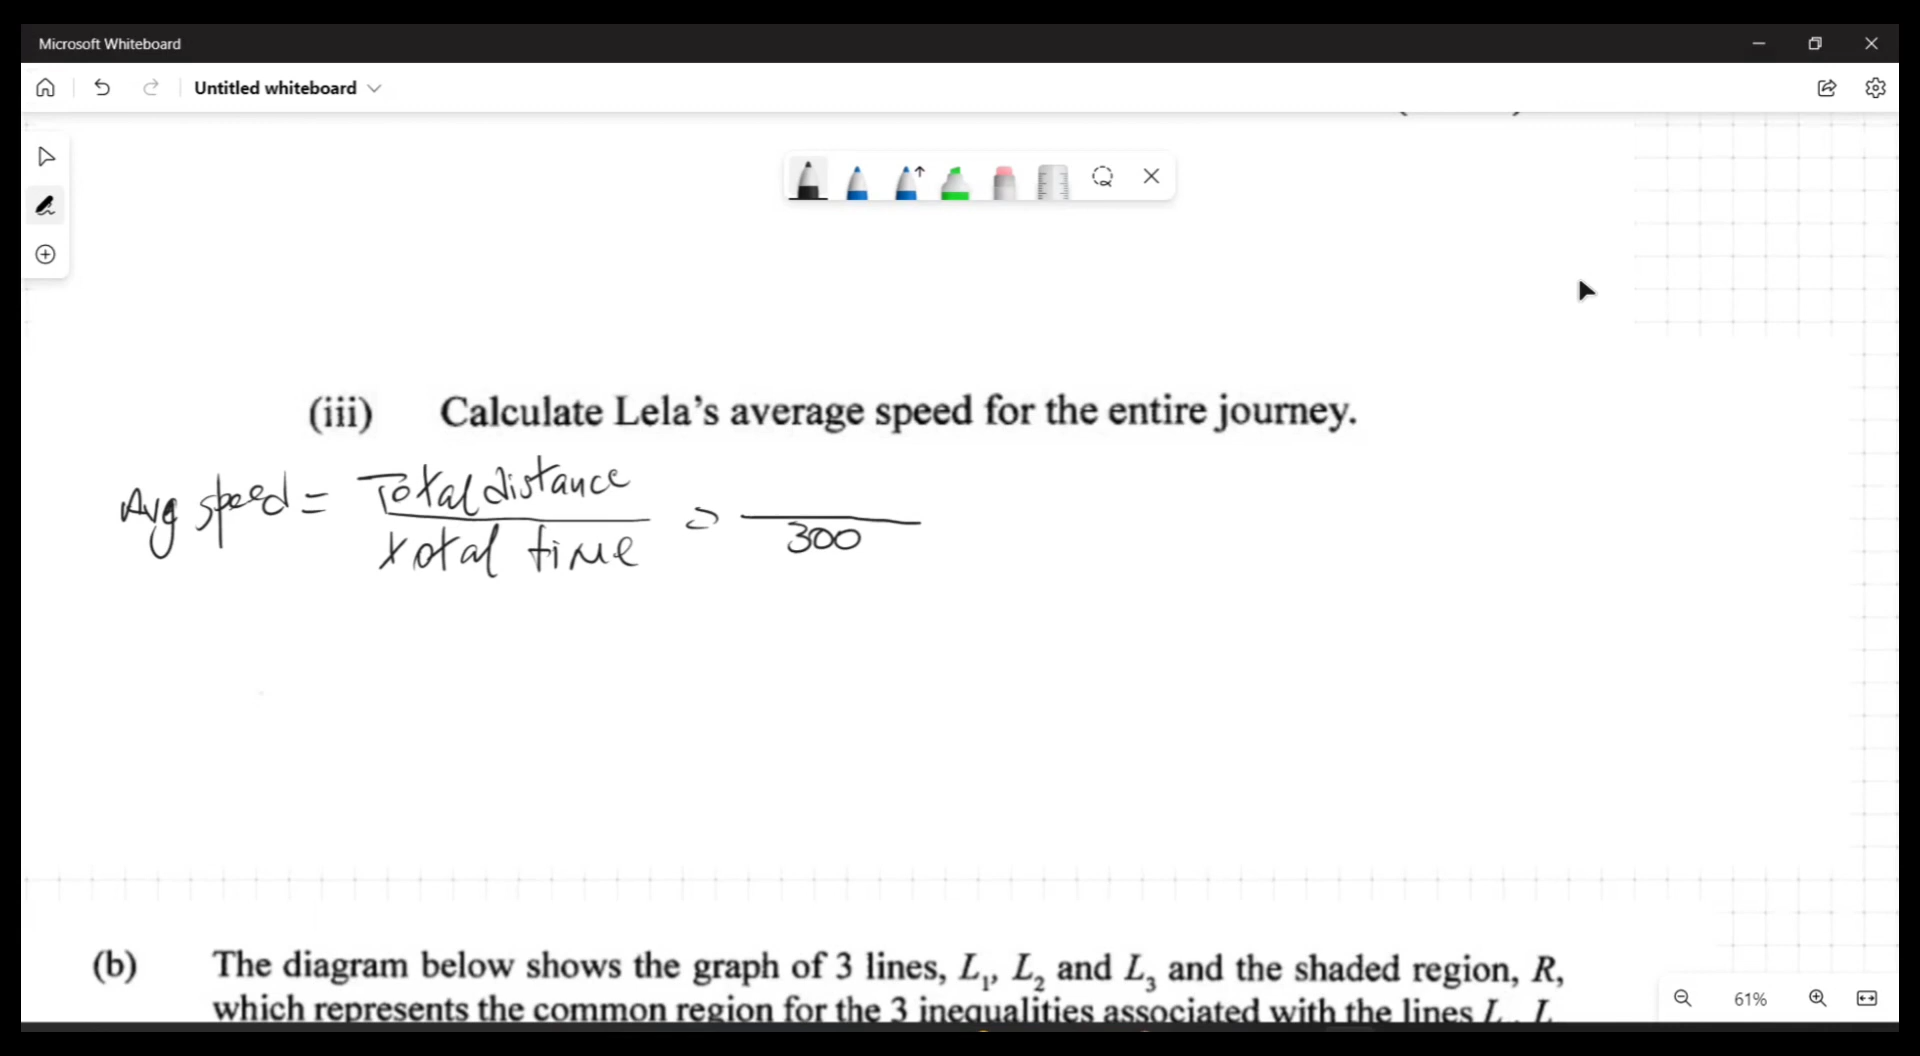 Microsoft Whiteboard
Untitled whiteboard
(iii) Calculate Lela's average speed for the entire journey.
Avg speed = Total distance
total time = 300
(b) The diagram below shows the graph of 3 lines, L1, L2 and L3 and the shaded region, R,
which represents the common region for the 3 inequalities associated with the lines L, L
61%